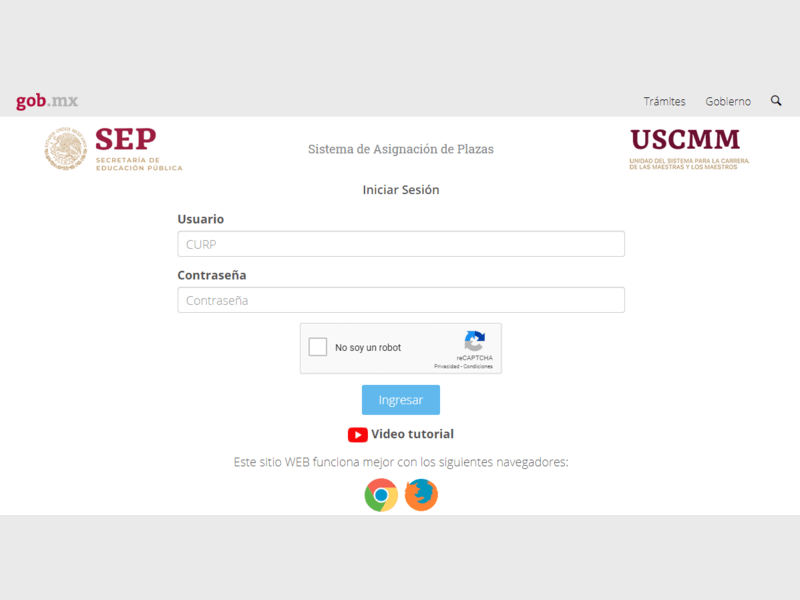 gob.mx
Trámites Gobierno
SEP
SECRETARÍA DE
EDUCACIÓN PÚBLICA
Sistema de Asignación de Plazas
USCMM
UNIDAD DEL SISTEMA PARA LA CARRERA
DE LAS MAESTRAS Y LOS MAESTROS
Iniciar Sesión
Usuario
CURP
Contraseña
Contraseña
No soy un robot
reCAPTCHA
Privacidad - Condiciones
Ingresar
Video tutorial
Este sitio WEB funciona mejor con los siguientes navegadores: